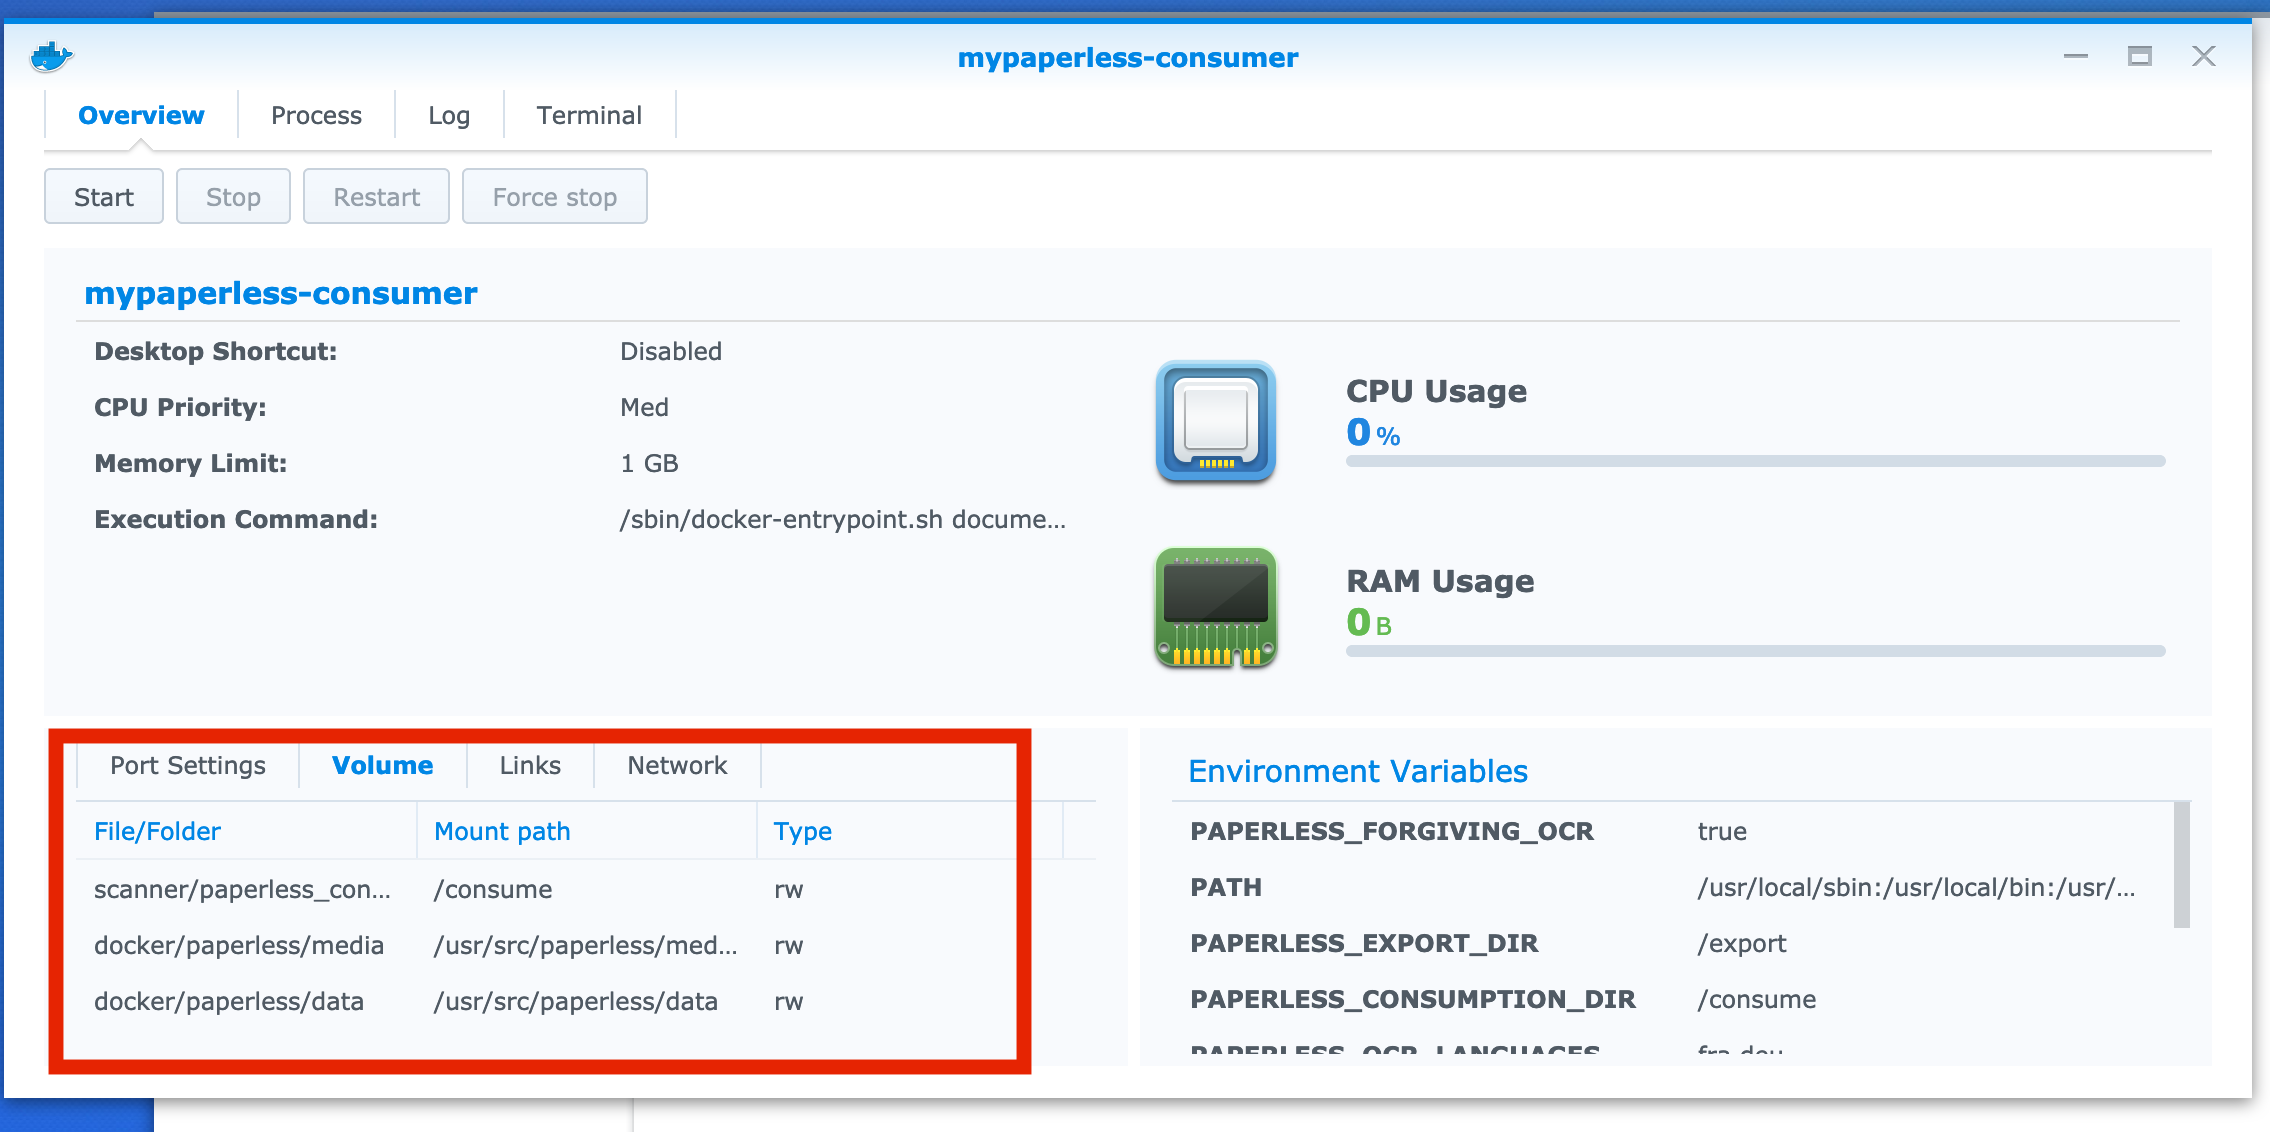 mypaperless-consumer
Overview Process Log Terminal
Start Stop Restart Force stop
mypaperless-consumer
Desktop Shortcut: Disabled
CPU Priority: Med
Memory Limit: 1 GB
Execution Command: /sbin/docker-entrypoint.sh docume...
CPU Usage
0 %
RAM Usage
0 B
Port Settings Volume Links Network
File/Folder Mount path Type
scanner/paperless_con... /consume rw
docker/paperless/media /usr/src/paperless/med... rw
docker/paperless/data /usr/src/paperless/data rw
Environment Variables
PAPERLESS_FORGIVING_OCR true
PATH /usr/local/sbin:/usr/local/bin:/usr/...
PAPERLESS_EXPORT_DIR /export
PAPERLESS_CONSUMPTION_DIR /consume
PAPERLESS_OCR_LANGUAGES fra deu